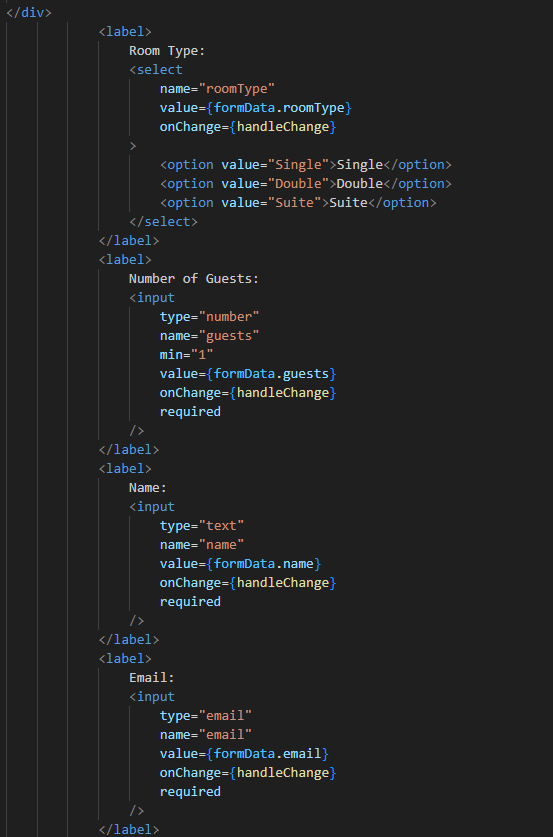 </div>
<label>
Room Type:
<select
name="roomType"
value={formData.roomType}
onChange={handleChange}
>
<option value="Single">Single</option>
<option value="Double">Double</option>
<option value="Suite">Suite</option>
</select>
</label>
<label>
Number of Guests:
<input
type="number"
name="guests"
min="1"
value={formData.guests}
onChange={handleChange}
required
/>
</label>
<label>
Name:
<input
type="text"
name="name"
value={formData.name}
onChange={handleChange}
required
/>
</label>
<label>
Email:
<input
type="email"
name="email"
value={formData.email}
onChange={handleChange}
required
/>
</label>